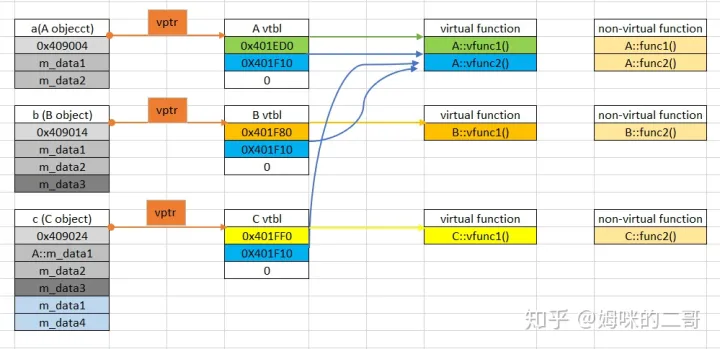 a(A objecct) vptr A vtbl virtual function non-virtual function
0x409004 0x401ED0 A::vfunc1() A::func1()
m_data1 0X401F10 A::vfunc2() A::func2()
m_data2 0
b (B object) vptr B vtbl virtual function non-virtual function
0x409014 0x401F80 B::vfunc1() B::func2()
m_data1 0X401F10
m_data2 0
m_data3
c (C object) vptr C vtbl virtual function non-virtual function
0x409024 0x401FF0 C::vfunc1() C::func2()
A::m_data1 0X401F10
m_data2 0
m_data3
m_data1
m_data4
知乎 @姆咪的二哥